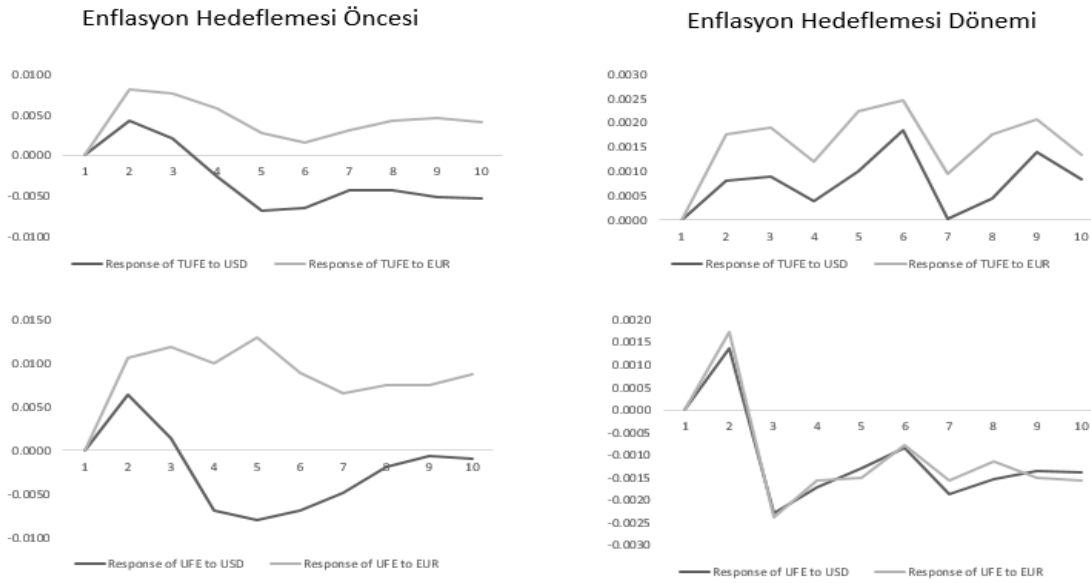 Enflasyon Hedeflemesi Öncesi
0.0100
0.0050
0.0000
-0.0050
-0.0100
1 2 3 4 5 6 7 8 9 10
Response of TUFE to USD Response of TUFE to EUR
0.0150
0.0100
0.0050
0.0000
-0.0050
-0.0100
1 2 3 4 5 6 7 8 9 10
Response of UFE to USD Response of UFE to EUR
Enflasyon Hedeflemesi Dönemi
0.0030
0.0025
0.0020
0.0015
0.0010
0.0005
0.0000
1 2 3 4 5 6 7 8 9 10
Response of TUFE to USD Response of TUFE to EUR
0.0020
0.0015
0.0010
0.0005
0.0000
-0.0005
-0.0010
-0.0015
-0.0020
-0.0025
-0.0030
1 2 3 4 5 6 7 8 9 10
Response of UFE to USD Response of UFE to EUR